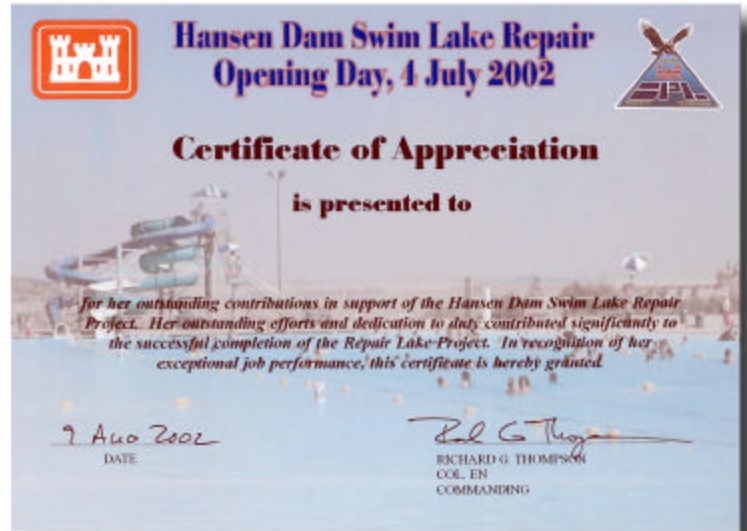 Hansen Dam Swim Lake Repair
Opening Day, 4 July 2002
SPL
Certificate of Appreciation
is presented to
for her outstanding contributions in support of the Hansen Dam Swim Lake Repair
Project. Her outstanding efforts and dedication to duty contributed significantly to
the successful completion of the Repair Lake Project. In recognition of her
exceptional job performance, this certificate is hereby granted.
9 Aug 2002
DATE
RICHARD G. THOMPSON
COL, EN
COMMANDING